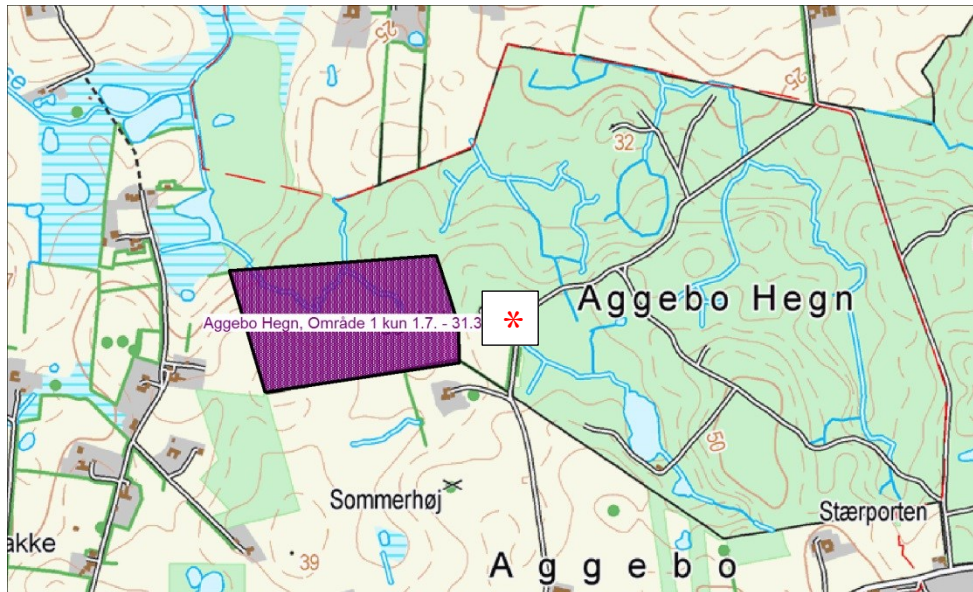 25
25
32
Aggebo Hegn
Aggebo Hegn, Område 1 kun 1.7. - 31.3
*
50
Sommerhøj
Stærporten
akke
39
Aggebo